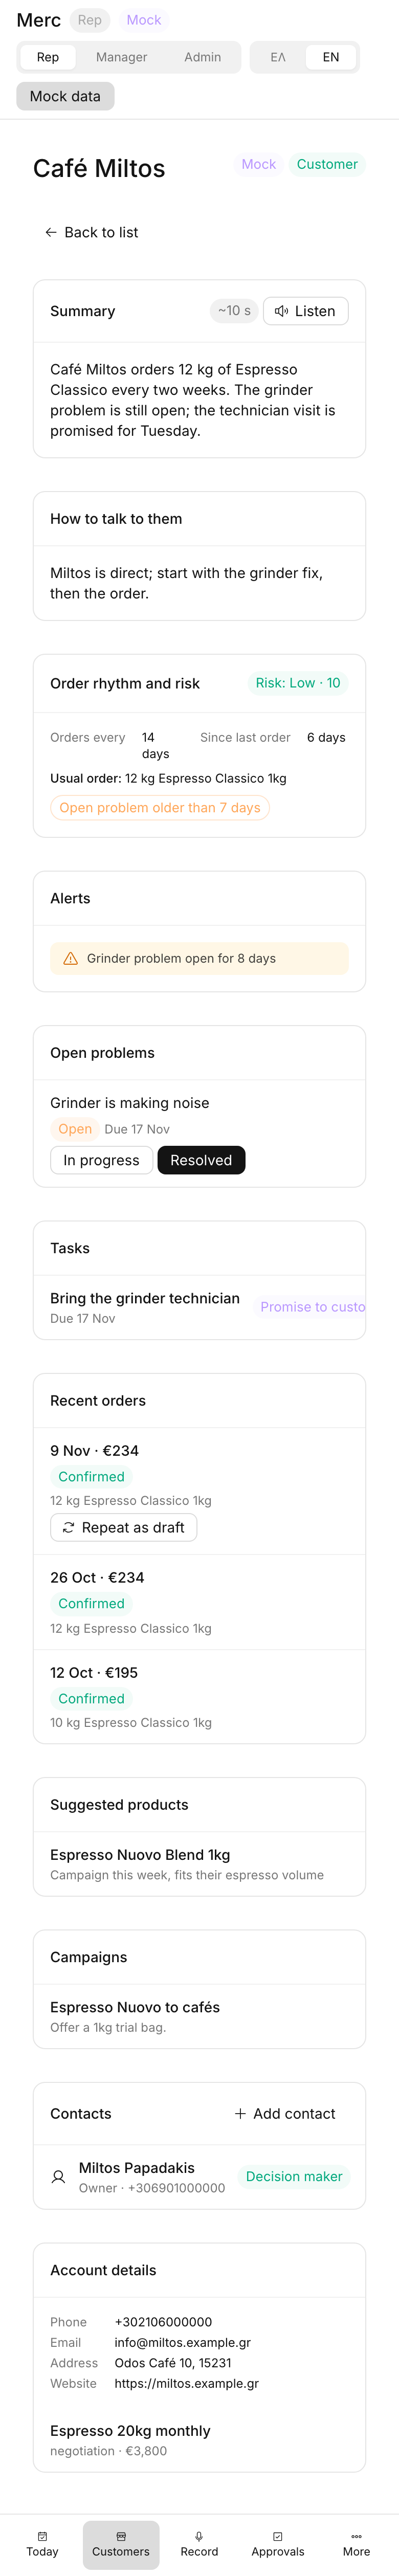 Merc Rep Mock
Rep Manager Admin ΕΛ EN
Mock data
Café Miltos Mock Customer
← Back to list
Summary ~10 s Listen
Café Miltos orders 12 kg of Espresso
Classico every two weeks. The grinder
problem is still open; the technician visit is
promised for Tuesday.
How to talk to them
Miltos is direct; start with the grinder fix,
then the order.
Order rhythm and risk Risk: Low · 10
Orders every 14 days Since last order 6 days
Usual order: 12 kg Espresso Classico 1kg
Open problem older than 7 days
Alerts
Grinder problem open for 8 days
Open problems
Grinder is making noise
Open Due 17 Nov
In progress Resolved
Tasks
Bring the grinder technician Promise to custo
Due 17 Nov
Recent orders
9 Nov · €234
Confirmed
12 kg Espresso Classico 1kg
Repeat as draft
26 Oct · €234
Confirmed
12 kg Espresso Classico 1kg
12 Oct · €195
Confirmed
10 kg Espresso Classico 1kg
Suggested products
Espresso Nuovo Blend 1kg
Campaign this week, fits their espresso volume
Campaigns
Espresso Nuovo to cafés
Offer a 1kg trial bag.
Contacts + Add contact
Miltos Papadakis Decision maker
Owner · +306901000000
Account details
Phone +302106000000
Email info@miltos.example.gr
Address Odos Café 10, 15231
Website https://miltos.example.gr
Espresso 20kg monthly
negotiation · €3,800
Today Customers Record Approvals More